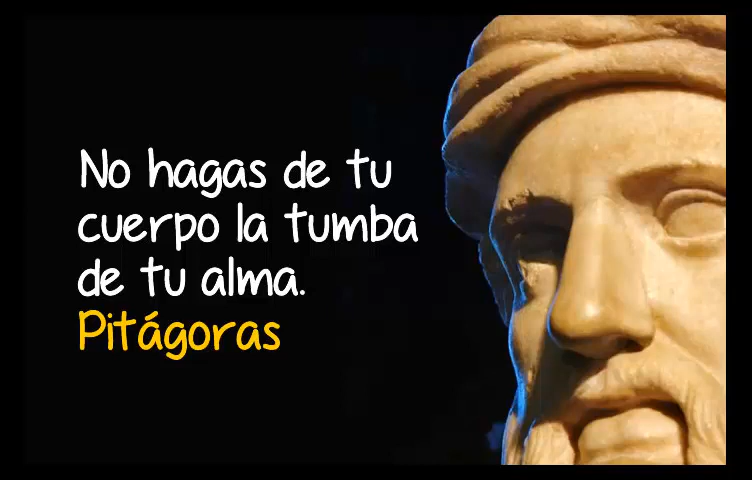 No hagas de tu
cuerpo la tumba
de tu alma.
Pitágoras